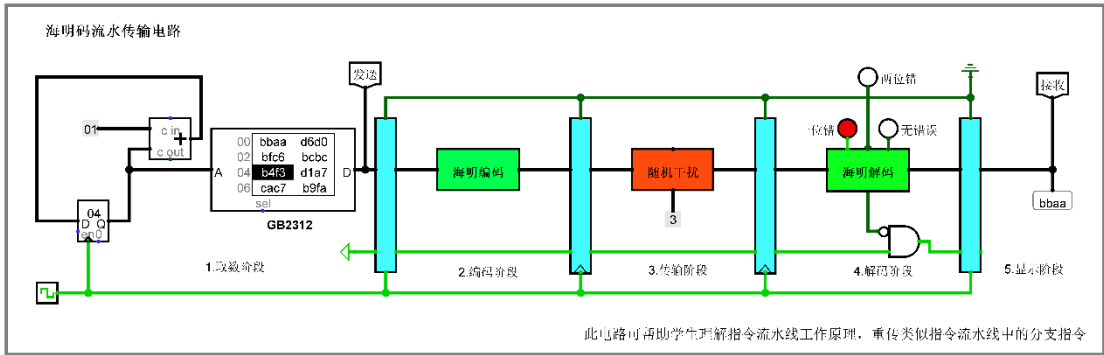 海明码流水传输电路
发送
两位错
接收
01
c in
+
c out
00 bbaa d6d0
02 bfc6 bcbc
04 b4f3 d1a7
06 cac7 b9fa
A
D
sel
GB2312
一位错
无错误
海明编码
随机干扰
海明解码
3
bbaa
04
D Q
en0
1.取数阶段
2.编码阶段
3.传输阶段
4.解码阶段
5.显示阶段
此电路可帮助学生理解指令流水线工作原理，重传类似指令流水线中的分支指令